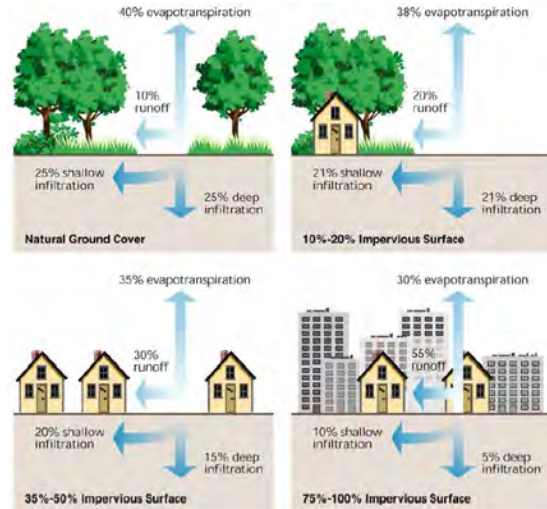 40% evapotranspiration
10%
runoff
25% shallow
infiltration
25% deep
infiltration
Natural Ground Cover
38% evapotranspiration
20%
runoff
21% shallow
infiltration
21% deep
infiltration
10%-20% Impervious Surface
35% evapotranspiration
30%
runoff
20% shallow
infiltration
15% deep
infiltration
35%-50% Impervious Surface
30% evapotranspiration
55%
runoff
10% shallow
infiltration
5% deep
infiltration
75%-100% Impervious Surface